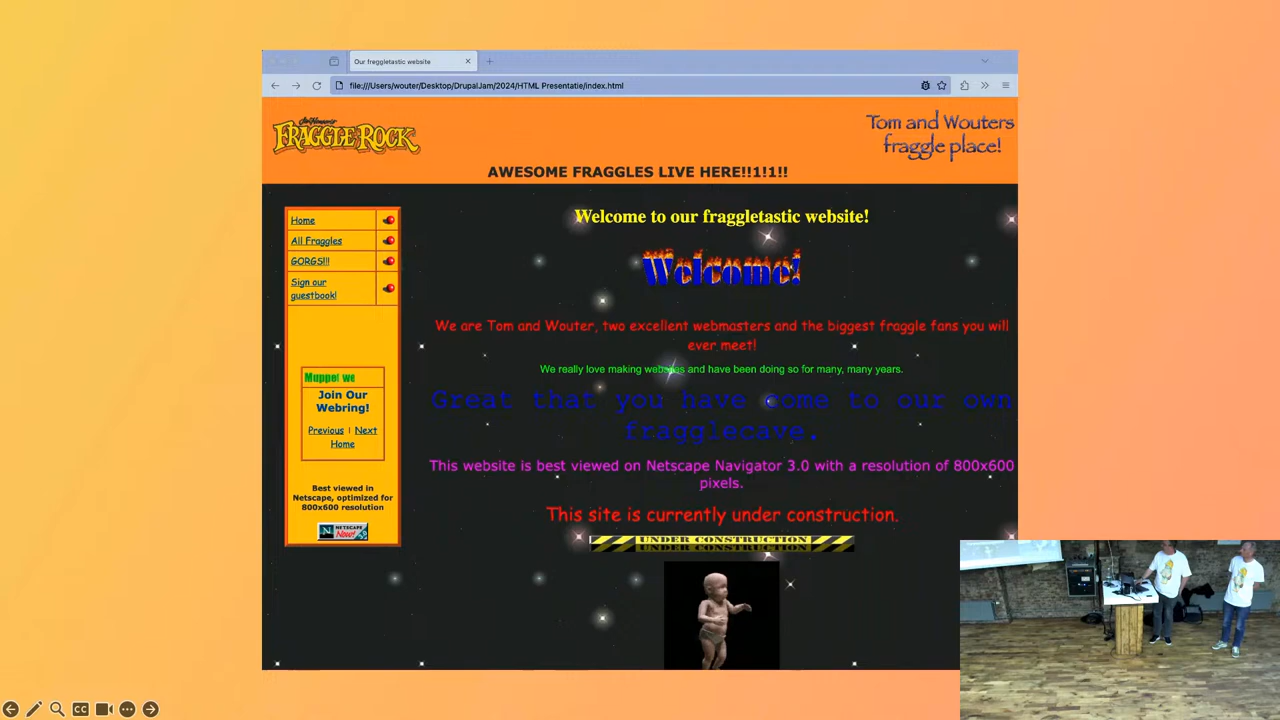 Our freggletastic website
file:///Users/wouter/Desktop/DrupalJam/2024/HTML Presentatie/index.html
Jim Henson's
FRAGGLE ROCK
Tom and Wouters
fraggle place!
AWESOME FRAGGLES LIVE HERE!!1!1!!
Home
All Fraggles
GORGS!!!
Sign our
guestbook!
Muppet we
Join Our
Webring!
Previous | Next
Home
Best viewed in
Netscape, optimized for
800x600 resolution
NETSCAPE
Now!
Welcome to our fraggletastic website!
Welcome!
We are Tom and Wouter, two excellent webmasters and the biggest fraggle fans you will
ever meet!
We really love making websites and have been doing so for many, many years.
Great that you have come to our own
fragglecave.
This website is best viewed on Netscape Navigator 3.0 with a resolution of 800x600
pixels.
This site is currently under construction.
UNDER CONSTRUCTION
CC